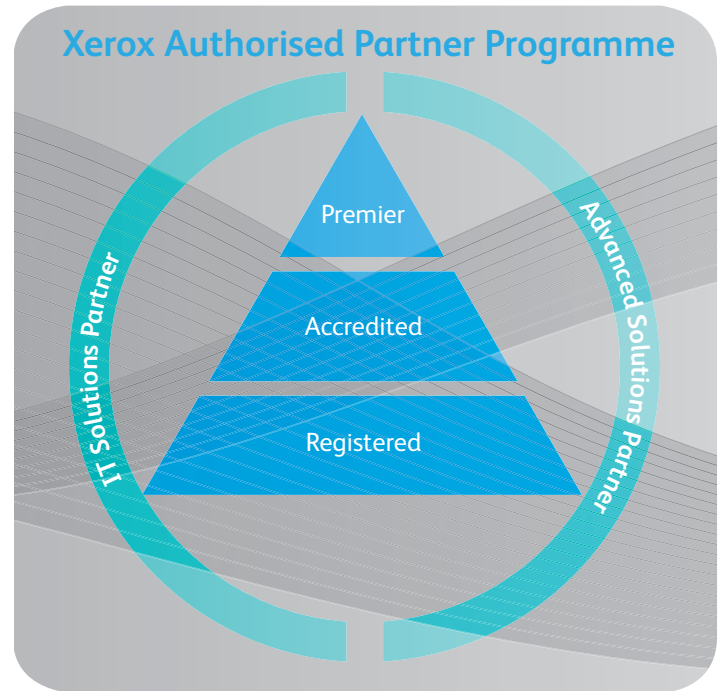 Xerox Authorised Partner Programme
Premier
Accredited
Registered
IT Solutions Partner
Advanced Solutions Partner